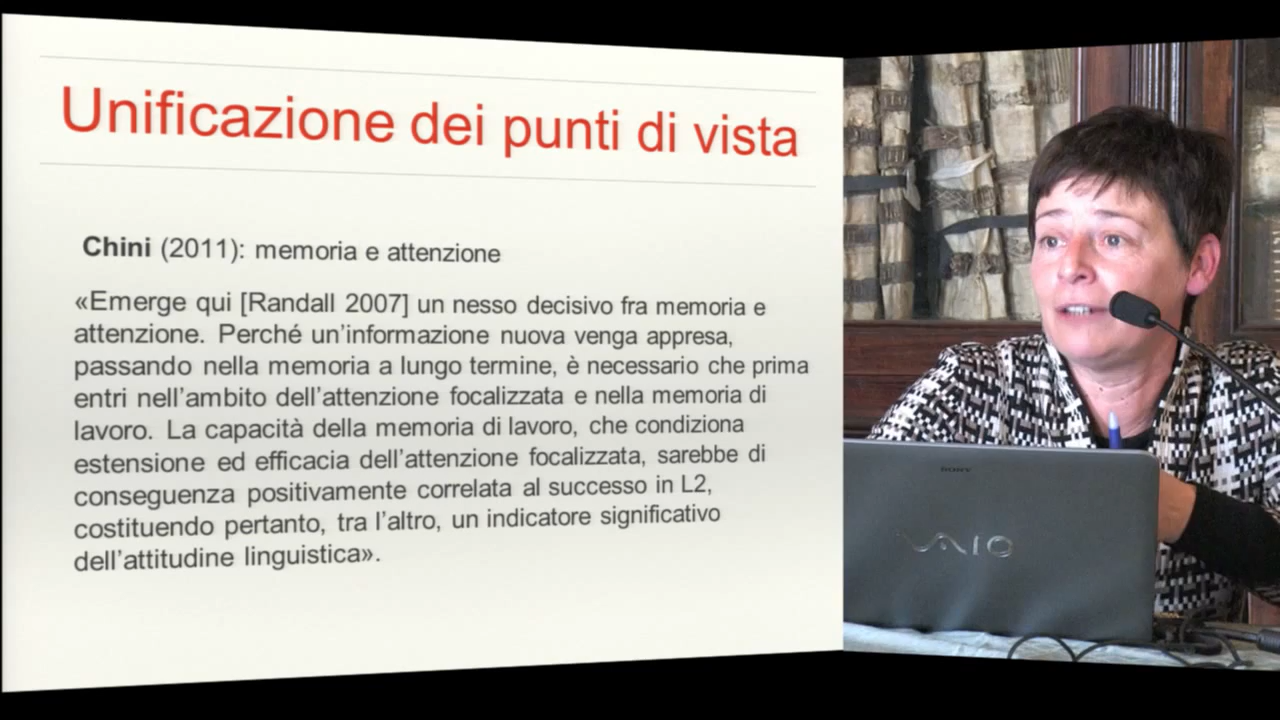 Unificazione dei punti di vista
Chini (2011): memoria e attenzione
«Emerge qui [Randall 2007] un nesso decisivo fra memoria e
attenzione. Perché un’informazione nuova venga appresa,
passando nella memoria a lungo termine, è necessario che prima
entri nell’ambito dell’attenzione focalizzata e nella memoria di
lavoro. La capacità della memoria di lavoro, che condiziona
estensione ed efficacia dell’attenzione focalizzata, sarebbe di
conseguenza positivamente correlata al successo in L2,
costituendo pertanto, tra l’altro, un indicatore significativo
dell’attitudine linguistica».
SONY
VAIO